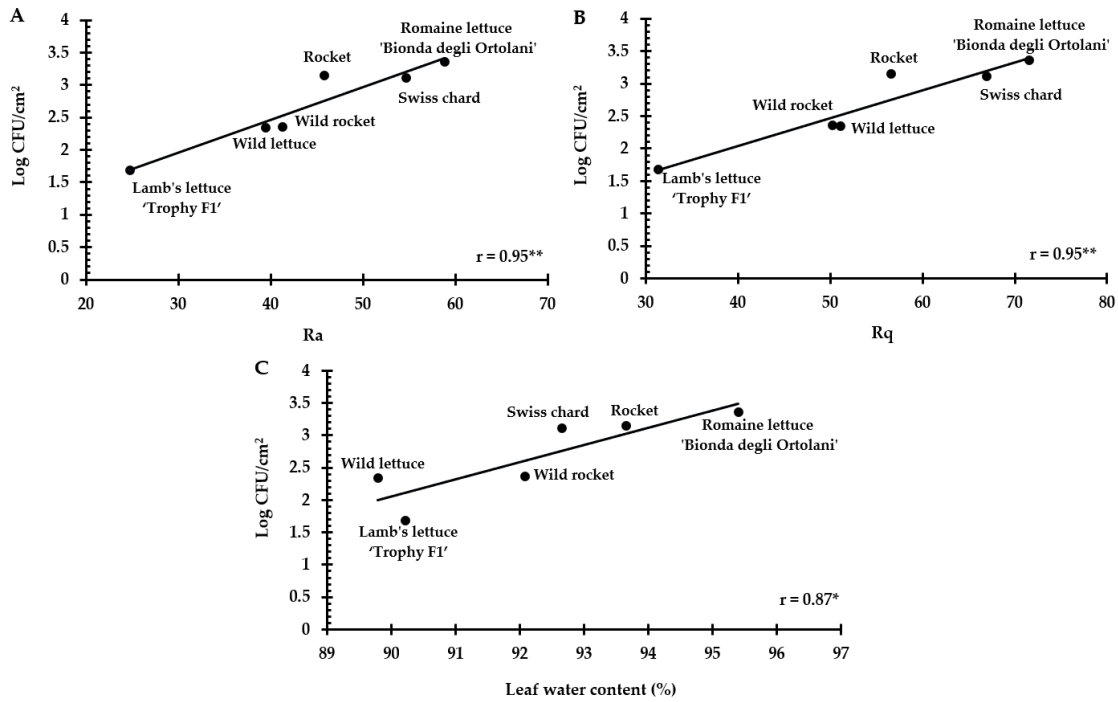 A
4
3.5
3
2.5
2
1.5
1
0.5
0
Log CFU/cm²
Romaine lettuce
'Bionda degli Ortolani'
Rocket
Swiss chard
Wild rocket
Wild lettuce
Lamb's lettuce
‘Trophy F1’
r = 0.95**
20 30 40 50 60 70
Ra
B
4
3.5
3
2.5
2
1.5
1
0.5
0
Log CFU/cm²
Romaine lettuce
'Bionda degli Ortolani'
Rocket
Swiss chard
Wild rocket
Wild lettuce
Lamb's lettuce
‘Trophy F1’
r = 0.95**
30 40 50 60 70 80
Rq
C
4
3.5
3
2.5
2
1.5
1
0.5
0
Log CFU/cm²
Swiss chard
Rocket
Romaine lettuce
'Bionda degli Ortolani'
Wild lettuce
Wild rocket
Lamb's lettuce
‘Trophy F1’
r = 0.87*
89 90 91 92 93 94 95 96 97
Leaf water content (%)